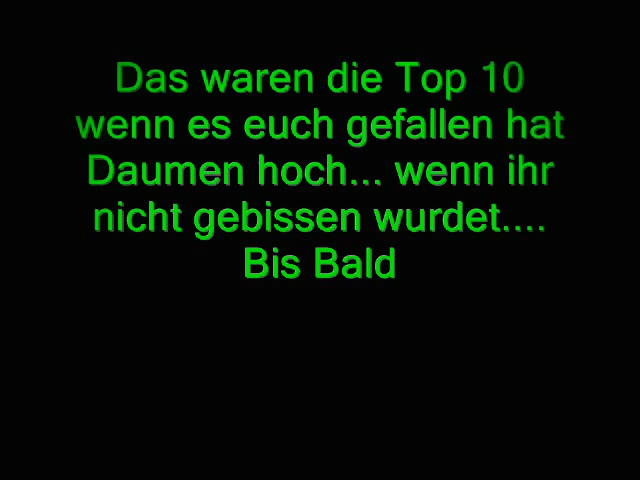 Das waren die Top 10
wenn es euch gefallen hat
Daumen hoch... wenn ihr
nicht gebissen wurdet....
Bis Bald